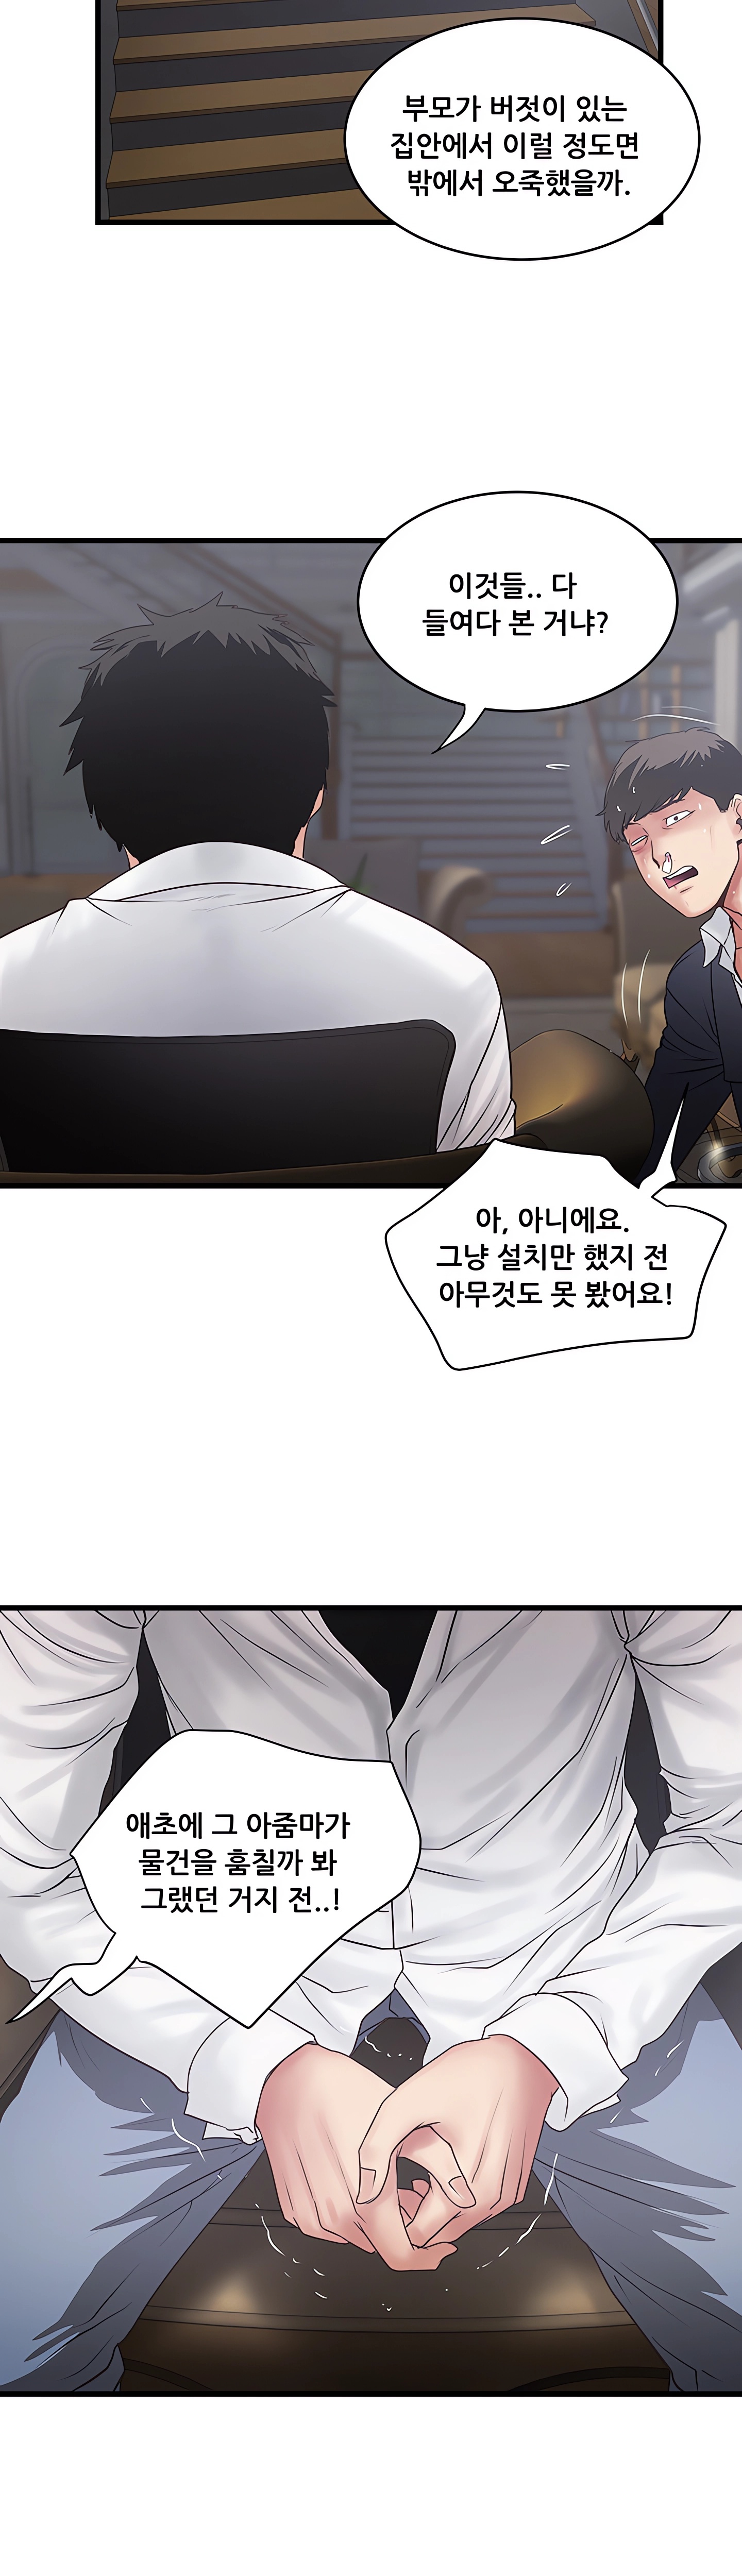 부모가 버젓이 있는
집안에서 이럴 정도면
밖에서 오죽했을까.
이것들.. 다
들여다 본 거냐?
아, 아니에요.
그냥 설치만 했지 전
아무것도 못 봤어요!
애초에 그 아줌마가
물건을 훔칠까 봐
그랬던 거지 전..!